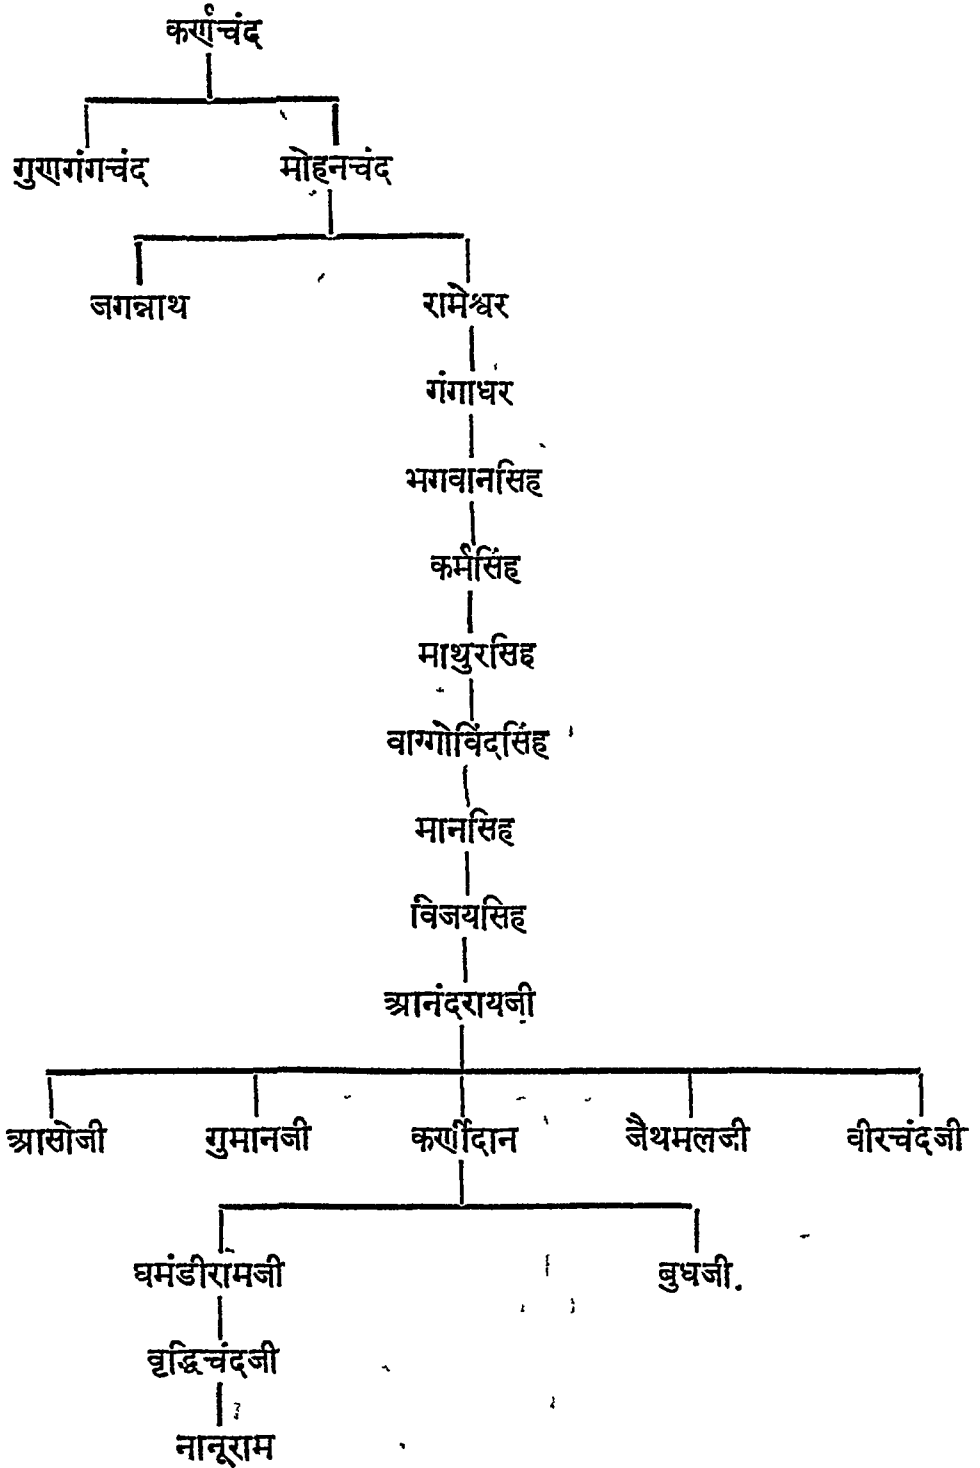 कर्णचंद
गुणगंगचंद मोहनचंद
जगन्नाथ रामेश्वर
गंगाधर
भगवानसिह
कर्मसिंह
माथुरसिह
वाग्गोविंदसिंह
मानसिह
विजयसिह
आनंदरायजी
आसोजी गुमानजी कर्णीदान जैथमलजी वीरचंदजी
घमंडीरामजी बुधजी.
वृद्धिचंदजी
नानूराम